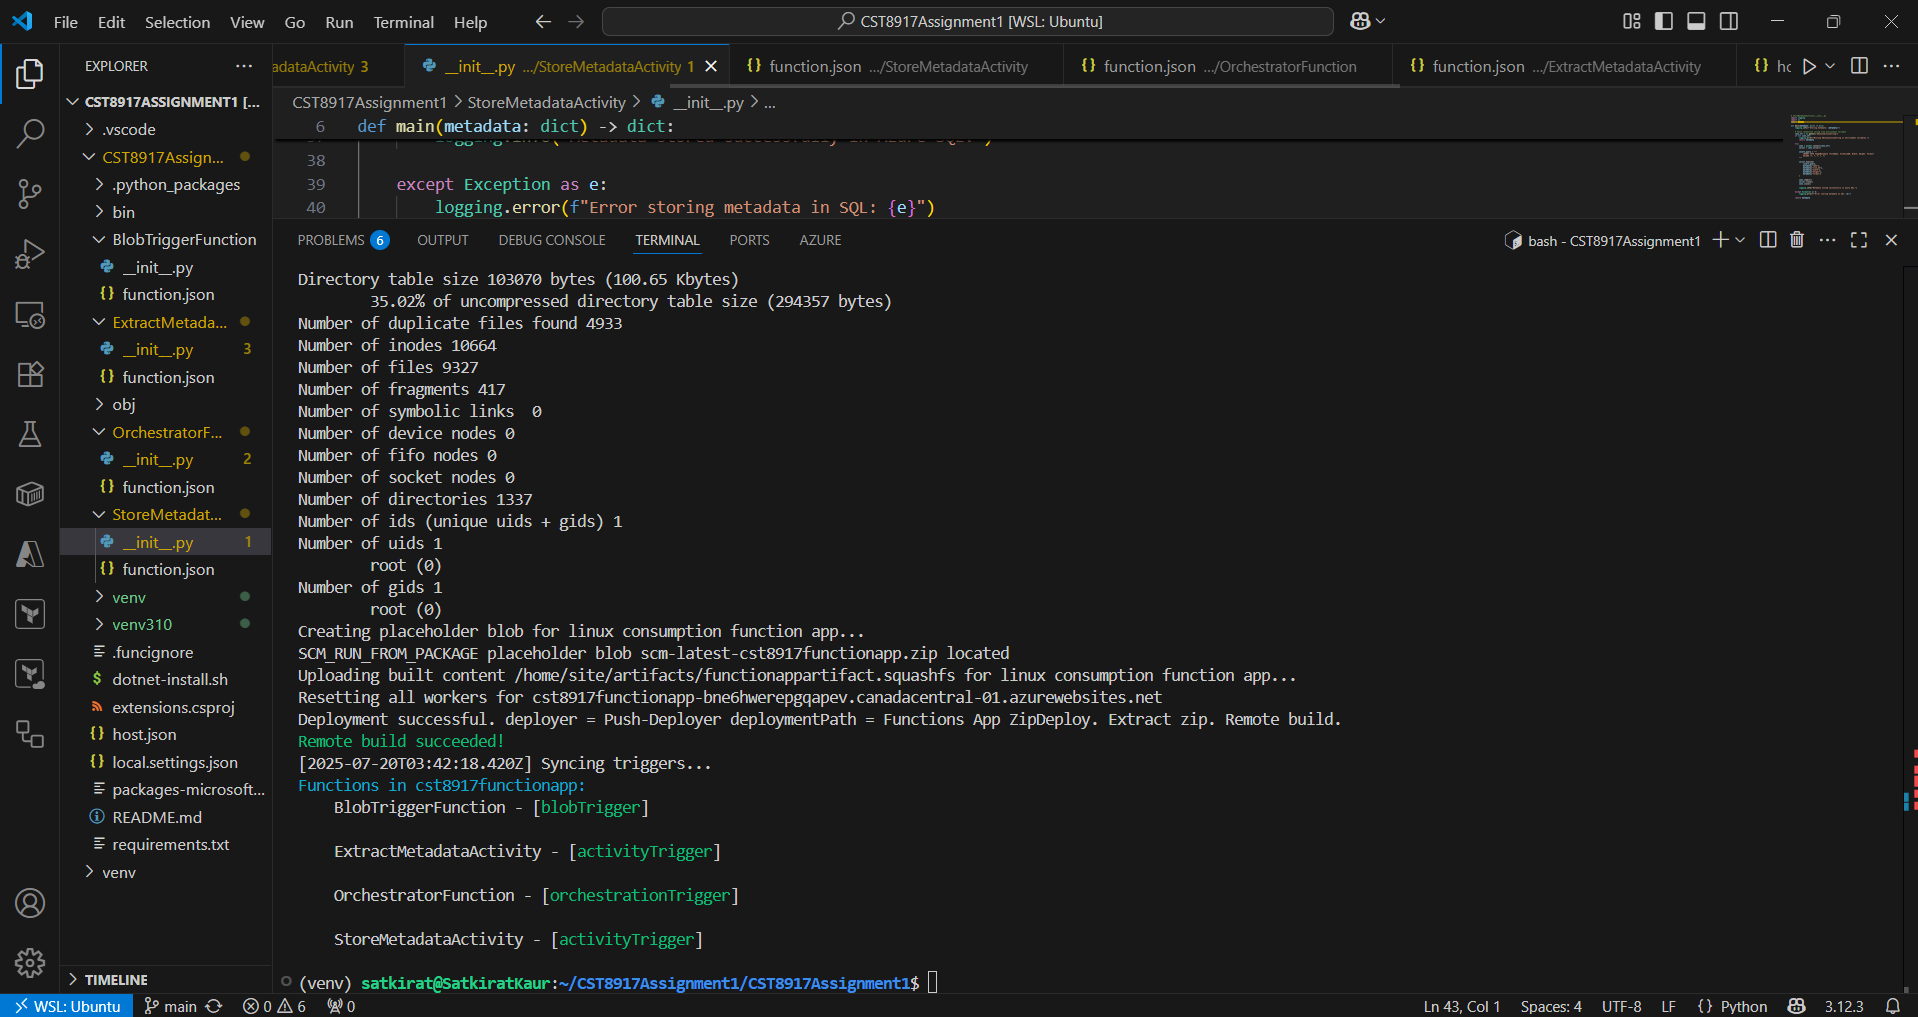 File Edit Selection View Go Run Terminal Help
CST8917Assignment1 [WSL: Ubuntu]
EXPLORER
CST8917ASSIGNMENT1 [...
.vscode
CST8917Assign...
.python_packages
bin
BlobTriggerFunction
__init__.py
function.json
ExtractMetada...
__init__.py 3
function.json
obj
OrchestratorF...
__init__.py 2
function.json
StoreMetadat...
__init__.py 1
function.json
venv
venv310
.funcignore
dotnet-install.sh
extensions.csproj
host.json
local.settings.json
packages-microsoft...
README.md
requirements.txt
venv
TIMELINE
adataActivity 3
__init__.py .../StoreMetadataActivity 1
function.json .../StoreMetadataActivity
function.json .../OrchestratorFunction
function.json .../ExtractMetadataActivity
hc
CST8917Assignment1 > StoreMetadataActivity > __init__.py > ...
6 def main(metadata: dict) -> dict:
38
39 except Exception as e:
40 logging.error(f"Error storing metadata in SQL: {e}")
PROBLEMS 6 OUTPUT DEBUG CONSOLE TERMINAL PORTS AZURE
bash - CST8917Assignment1
Directory table size 103070 bytes (100.65 Kbytes)
35.02% of uncompressed directory table size (294357 bytes)
Number of duplicate files found 4933
Number of inodes 10664
Number of files 9327
Number of fragments 417
Number of symbolic links 0
Number of device nodes 0
Number of fifo nodes 0
Number of socket nodes 0
Number of directories 1337
Number of ids (unique uids + gids) 1
Number of uids 1
root (0)
Number of gids 1
root (0)
Creating placeholder blob for linux consumption function app...
SCM_RUN_FROM_PACKAGE placeholder blob scm-latest-cst8917functionapp.zip located
Uploading built content /home/site/artifacts/functionappartifact.squashfs for linux consumption function app...
Resetting all workers for cst8917functionapp-bne6hwerepgqapev.canadacentral-01.azurewebsites.net
Deployment successful. deployer = Push-Deployer deploymentPath = Functions App ZipDeploy. Extract zip. Remote build.
Remote build succeeded!
[2025-07-20T03:42:18.420Z] Syncing triggers...
Functions in cst8917functionapp:
BlobTriggerFunction - [blobTrigger]
ExtractMetadataActivity - [activityTrigger]
OrchestratorFunction - [orchestrationTrigger]
StoreMetadataActivity - [activityTrigger]
(venv) satkirat@SatkiratKaur:~/CST8917Assignment1/CST8917Assignment1$
WSL: Ubuntu main 0 6 0
Ln 43, Col 1 Spaces: 4 UTF-8 LF {} Python 3.12.3